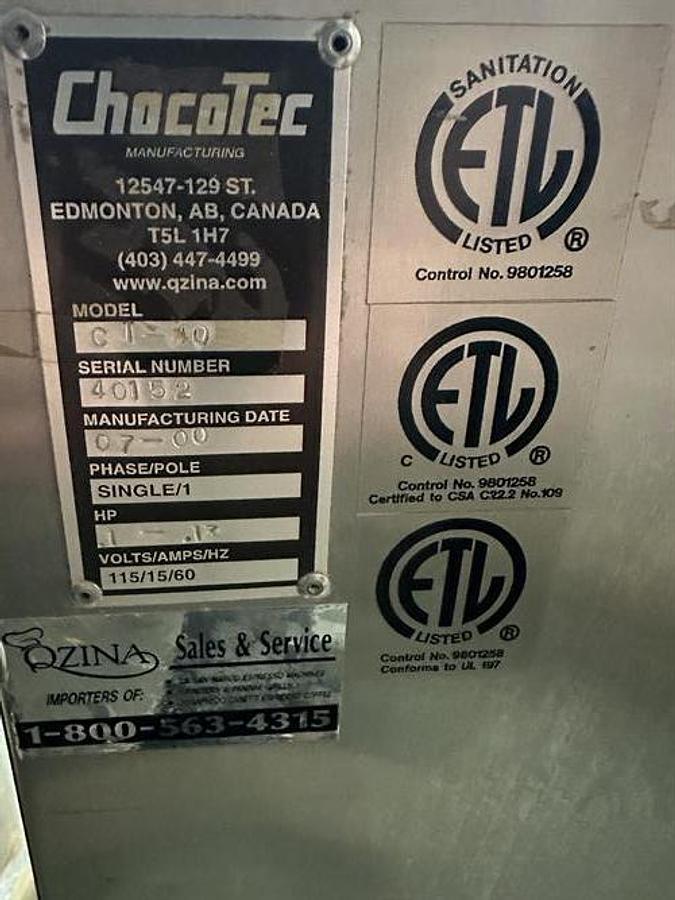 ChocoTec
MANUFACTURING
12547-129 ST.
EDMONTON, AB, CANADA
T5L 1H7
(403) 447-4499
www.qzina.com
MODEL
SERIAL NUMBER
40152
MANUFACTURING DATE
07-00
PHASE/POLE
SINGLE/1
HP
VOLTS/AMPS/HZ
115/15/60
QZINA
Sales & Service
IMPORTERS OF:
ESPRESSO MACHINES
1-800-563-4315
SANITATION
ETL
LISTED ®
Control No. 9801258
ETL
C LISTED ®
Control No. 9801258
Certified to CSA C22.2 No.109
ETL
LISTED ®
Control No. 9801258
Conforms to UL 197